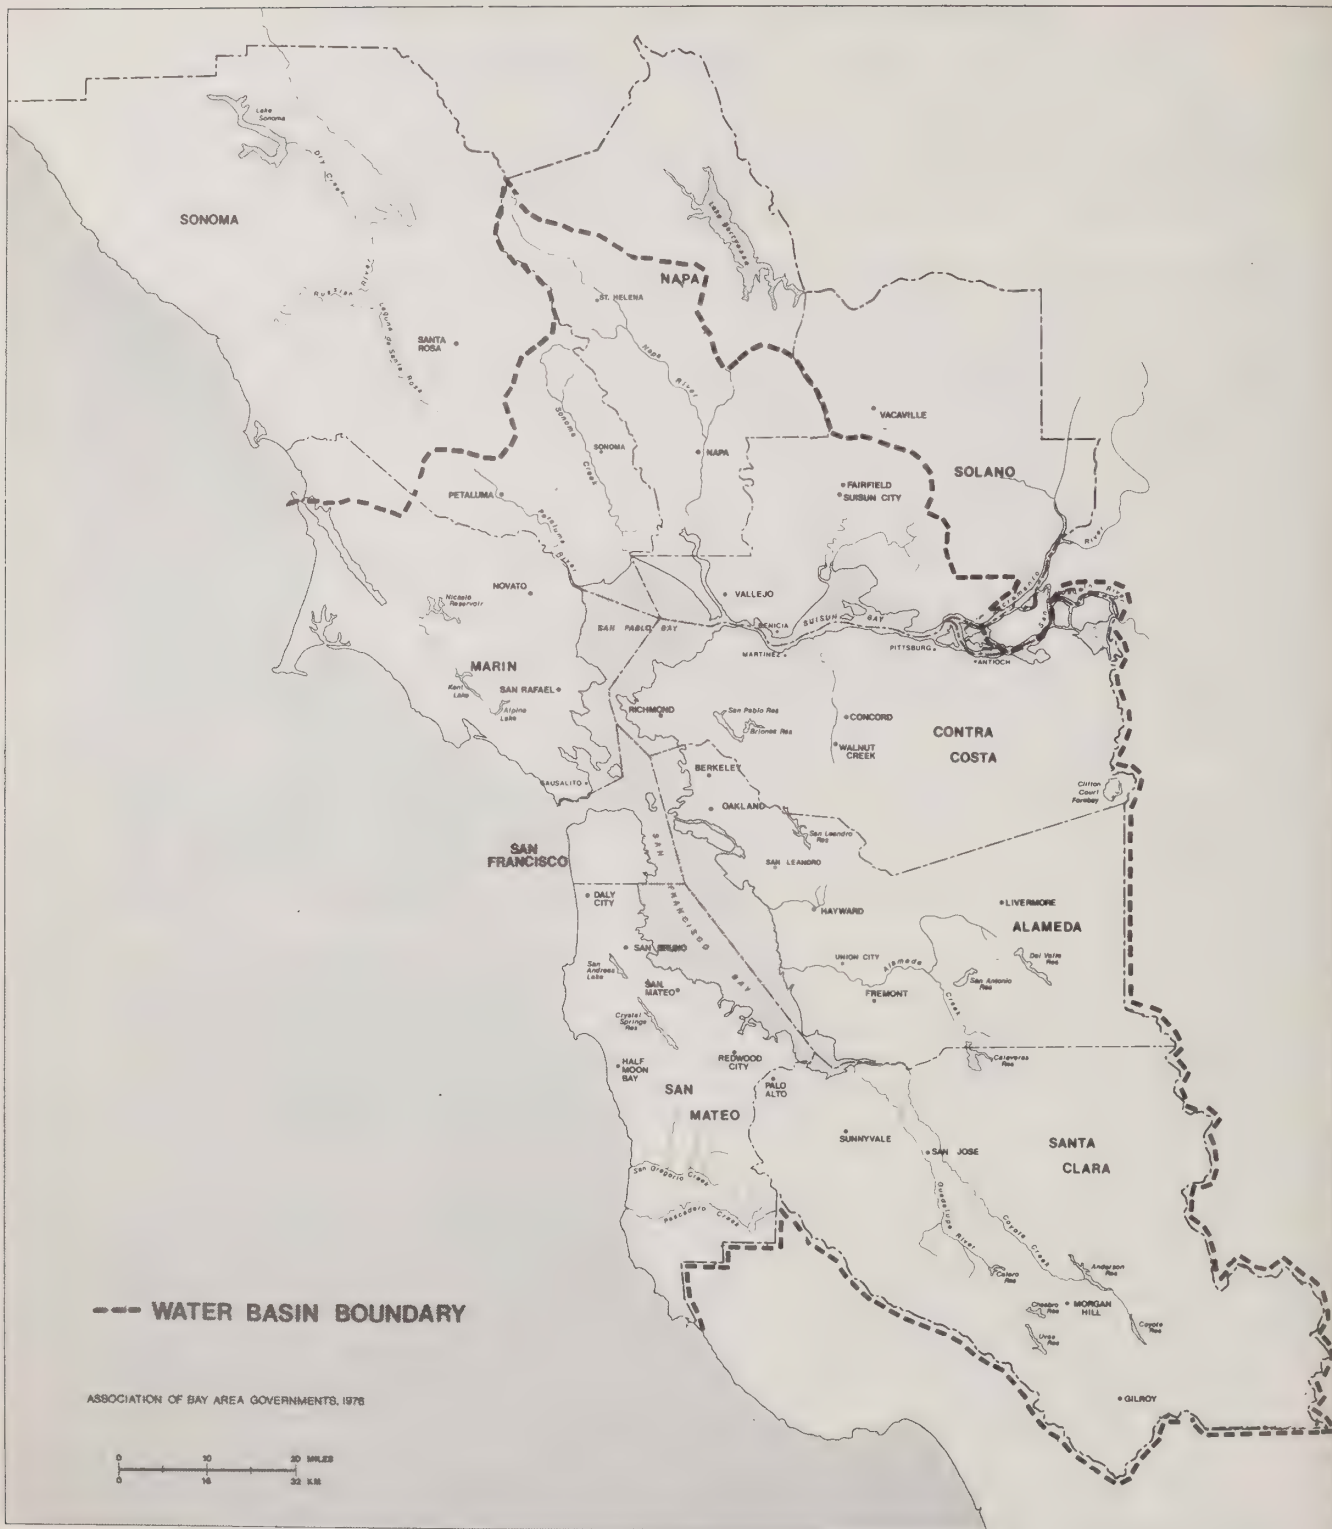 Lake
Sonoma
Dry Creek
SONOMA
Russian River
Laguna de Santa Rosa
SANTA
ROSA
Lake Berryessa
NAPA
ST. HELENA
Napa River
Sonoma Creek
SONOMA
NAPA
VACAVILLE
SOLANO
FAIRFIELD
SUISUN CITY
PETALUMA
Petaluma River
Sacramento River
NOVATO
Nicasio
Reservoir
VALLEJO
SAN PABLO BAY
BENICIA
SUISUN BAY
MARTINEZ
PITTSBURG
ANTIOCH
MARIN
Kent
Lake
SAN RAFAEL
Alpine
Lake
RICHMOND
San Pablo Res
Briones Res
CONCORD
WALNUT
CREEK
CONTRA
COSTA
BERKELEY
SAUSALITO
OAKLAND
Clifton
Court
Forebay
San Leandro
Res
SAN
FRANCISCO
SAN LEANDRO
SAN FRANCISCO BAY
DALY
CITY
HAYWARD
LIVERMORE
ALAMEDA
SAN BRUNO
San
Andreas
Lake
UNION CITY
Alameda Creek
Del Valle
Res
San Antonio
Res
SAN
MATEO
FREMONT
Crystal
Springs
Res
HALF
MOON
BAY
REDWOOD
CITY
Calaveras
Res
PALO
ALTO
SAN
MATEO
SUNNYVALE
SAN JOSE
SANTA
CLARA
San Gregorio Creek
Pescadero Creek
Guadalupe River
Coyote Creek
Calero
Res
Anderson
Res
Chesbro
Res
MORGAN
HILL
Uvas
Res
Coyote
Res
GILROY
WATER BASIN BOUNDARY
ASSOCIATION OF BAY AREA GOVERNMENTS, 1976
0 10 20 MILES
0 16 32 KM